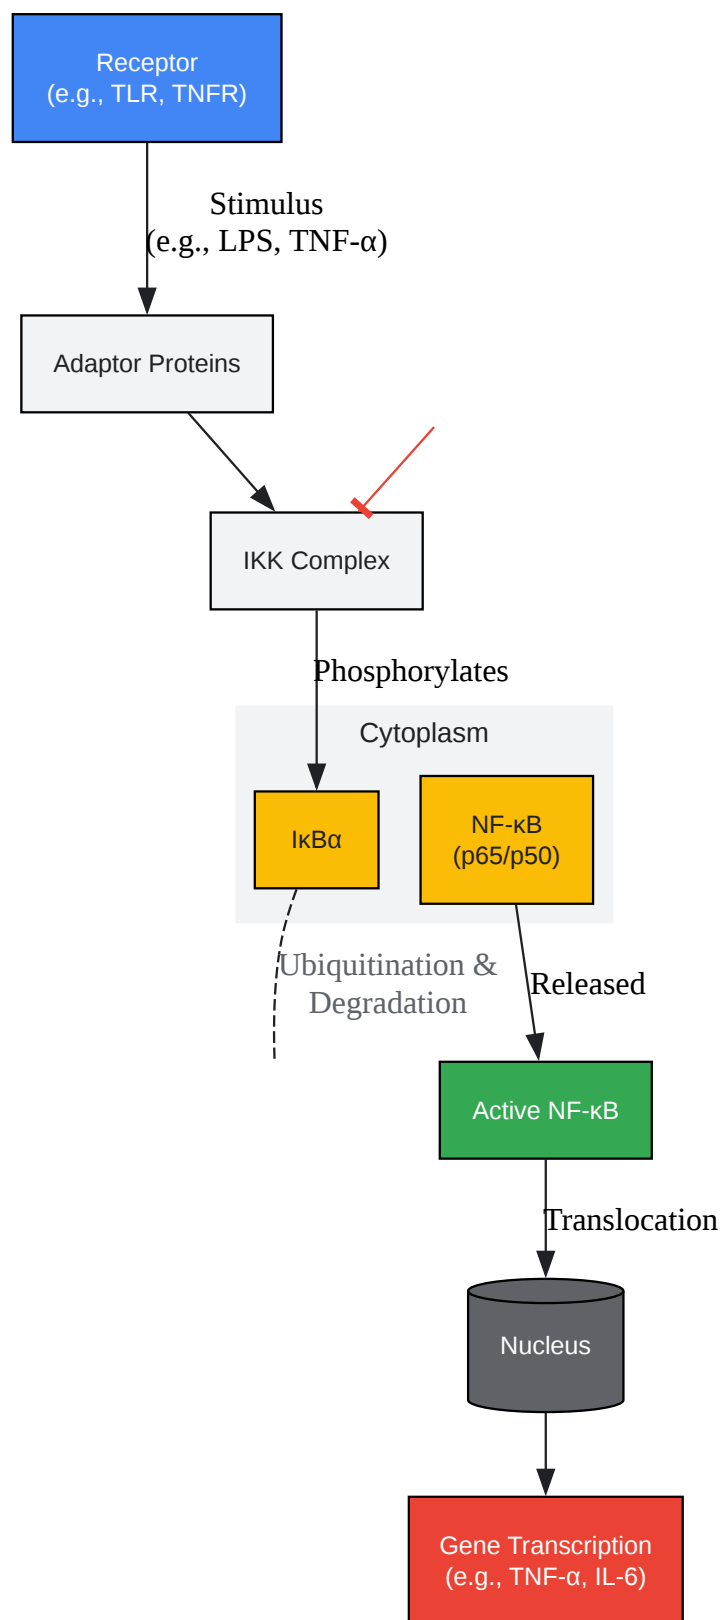 Receptor
(e.g., TLR, TNFR)
Stimulus
(e.g., LPS, TNF-α)
Adaptor Proteins
IKK Complex
Phosphorylates
Cytoplasm
IκBα
NF-κB
(p65/p50)
Ubiquitination &
Degradation
Released
Active NF-κB
Translocation
Nucleus
Gene Transcription
(e.g., TNF-α, IL-6)